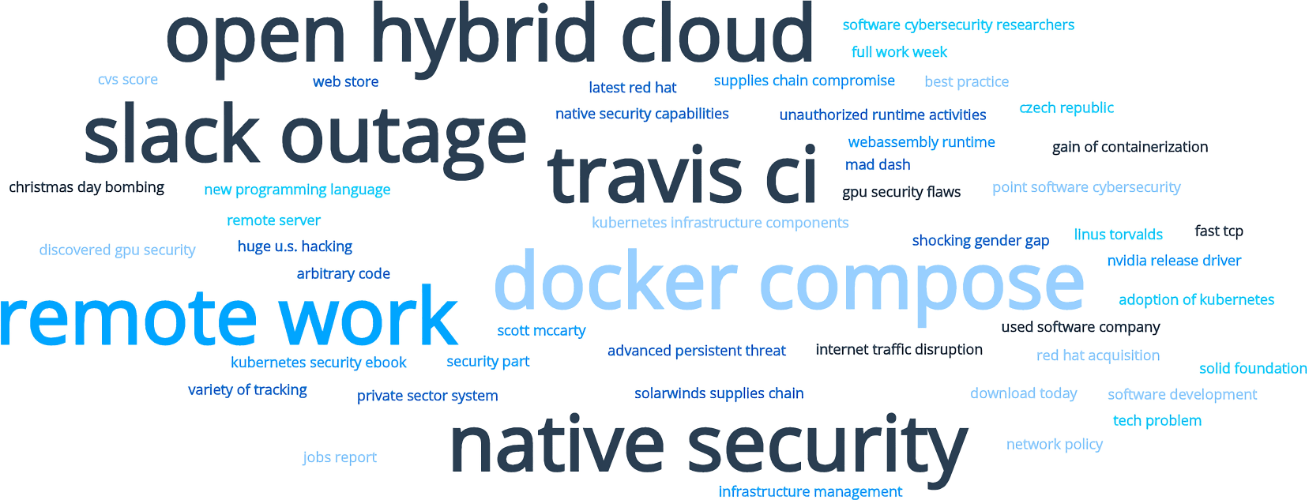 open hybrid cloud
software cybersecurity researchers
full work week
cvs score
web store
latest red hat
supplies chain compromise
best practice
slack outage
native security capabilities
unauthorized runtime activities
czech republic
travis ci
webassembly runtime
gain of containerization
mad dash
christmas day bombing
new programming language
gpu security flaws
point software cybersecurity
remote server
kubernetes infrastructure components
discovered gpu security
huge u.s. hacking
shocking gender gap
linus torvalds
fast tcp
arbitrary code
docker compose
nvidia release driver
remote work
adoption of kubernetes
scott mccarty
used software company
kubernetes security ebook
security part
advanced persistent threat
internet traffic disruption
red hat acquisition
solid foundation
variety of tracking
private sector system
solarwinds supplies chain
download today
software development
tech problem
native security
network policy
jobs report
infrastructure management